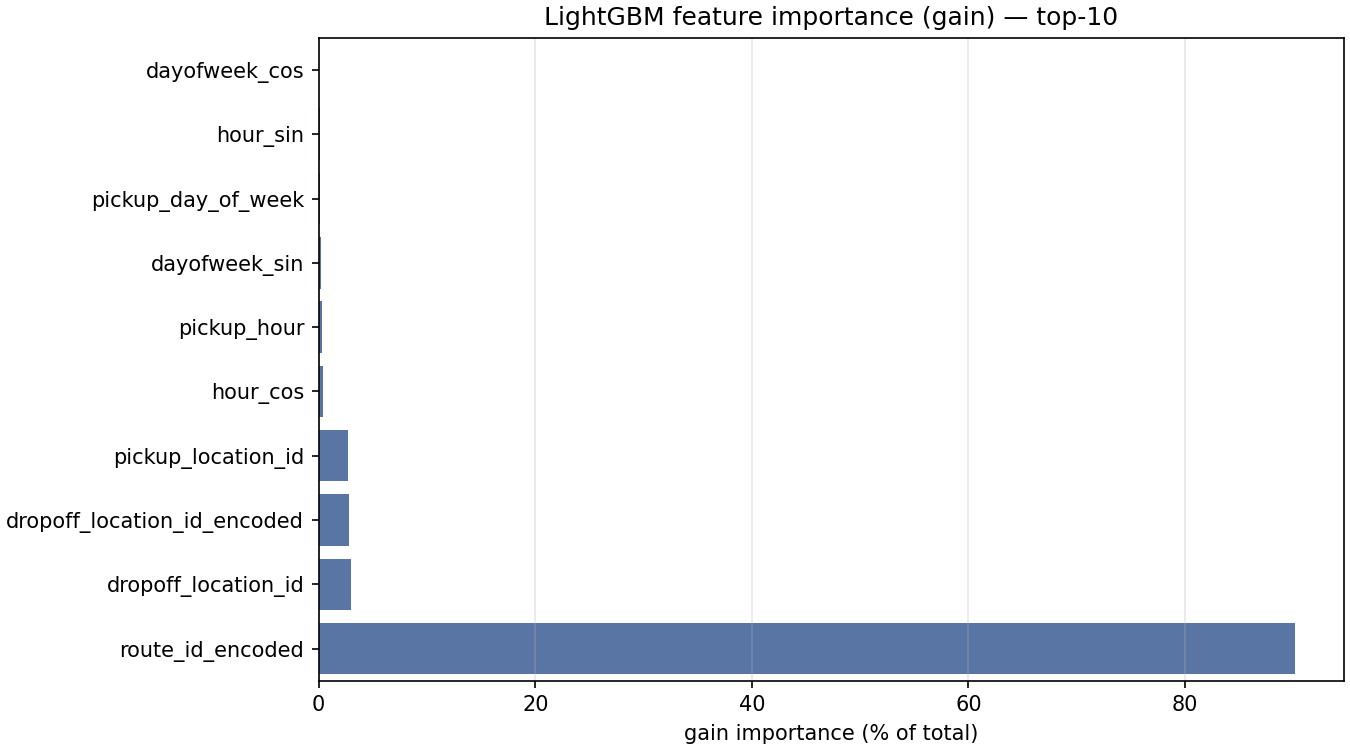 LightGBM feature importance (gain) — top-10
dayofweek_cos
hour_sin
pickup_day_of_week
dayofweek_sin
pickup_hour
hour_cos
pickup_location_id
dropoff_location_id_encoded
dropoff_location_id
route_id_encoded
0 20 40 60 80
gain importance (% of total)